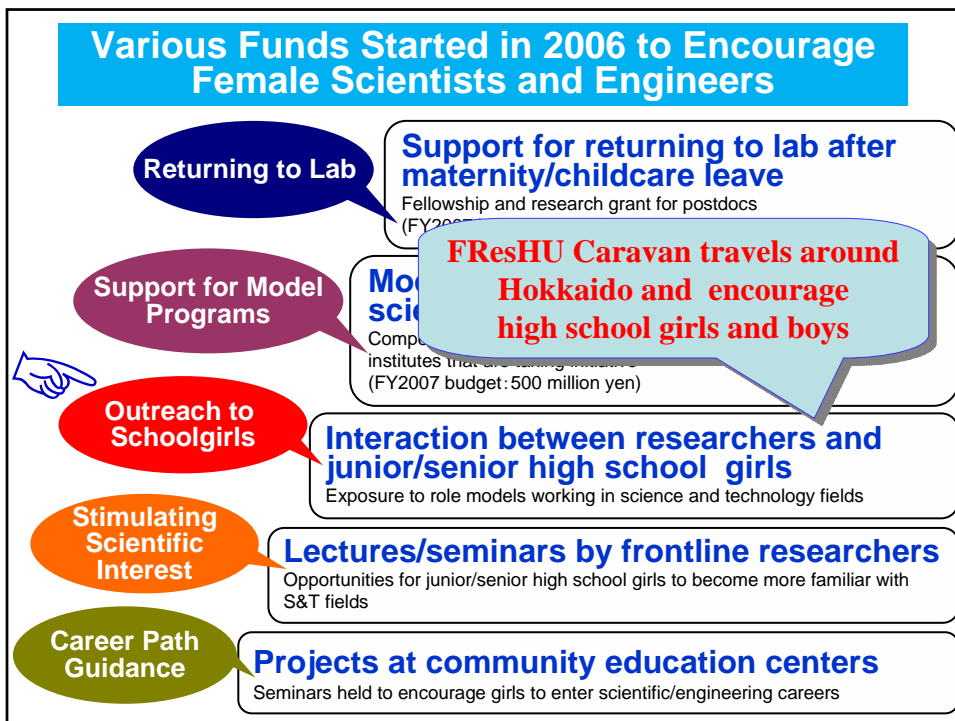 Various Funds Started in 2006 to Encourage
Female Scientists and Engineers
Returning to Lab
Support for returning to lab after
maternity/childcare leave
Fellowship and research grant for postdocs
FResHU Caravan travels around
Hokkaido and encourage
high school girls and boys
Support for Model
Programs
institutes that are taking initiative
(FY2007 budget:500 million yen)
Outreach to
Schoolgirls
Interaction between researchers and
junior/senior high school girls
Exposure to role models working in science and technology fields
Stimulating
Scientific
Interest
Lectures/seminars by frontline researchers
Opportunities for junior/senior high school girls to become more familiar with
S&T fields
Career Path
Guidance
Projects at community education centers
Seminars held to encourage girls to enter scientific/engineering careers